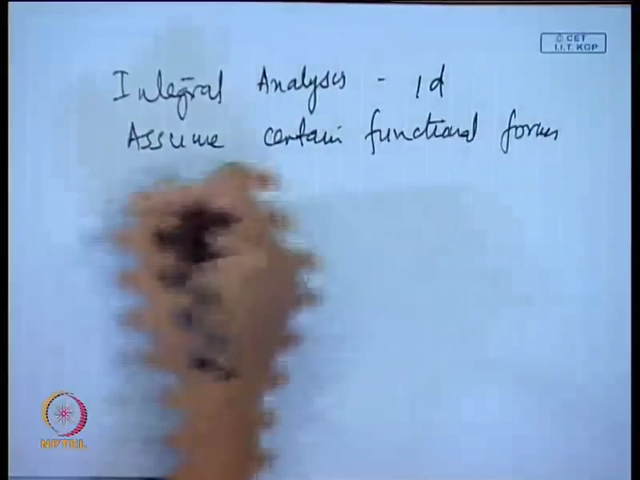 © CET
I.I.T. KGP
Integral Analysis - 1d
Assume certain functional forms
NPTEL